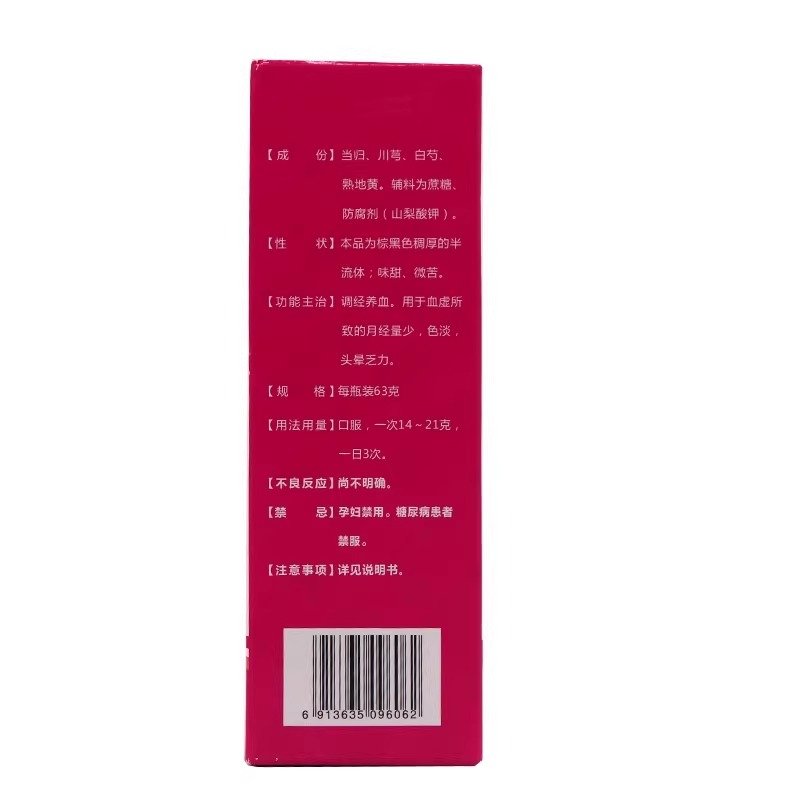 【成　份】当归、川芎、白芍、
熟地黄。辅料为蔗糖、
防腐剂（山梨酸钾）。
【性　状】本品为棕黑色稠厚的半
流体；味甜、微苦。
【功能主治】调经养血。用于血虚所
致的月经量少，色淡，
头晕乏力。
【规　格】每瓶装63克
【用法用量】口服，一次14～21克，
一日3次。
【不良反应】尚不明确。
【禁　忌】孕妇禁用。糖尿病患者
禁服。
【注意事项】详见说明书。
6 913635 096062